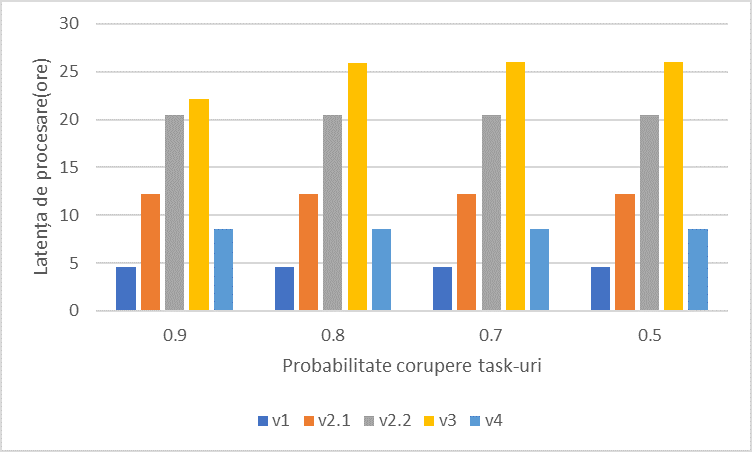 30
25
20
15
10
5
0
Latența de procesare(ore)
0.9 0.8 0.7 0.5
Probabilitate corupere task-uri
v1 v2.1 v2.2 v3 v4